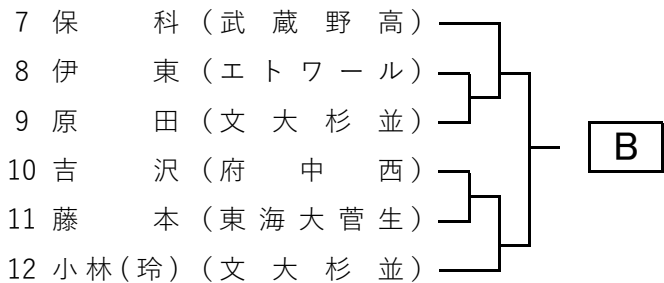 7 保科(武蔵野高)
8 伊東(エトワール)
9 原田(文大杉並)
B
10 吉沢(府中西)
11 藤本(東海大菅生)
12 小林(玲)(文大杉並)